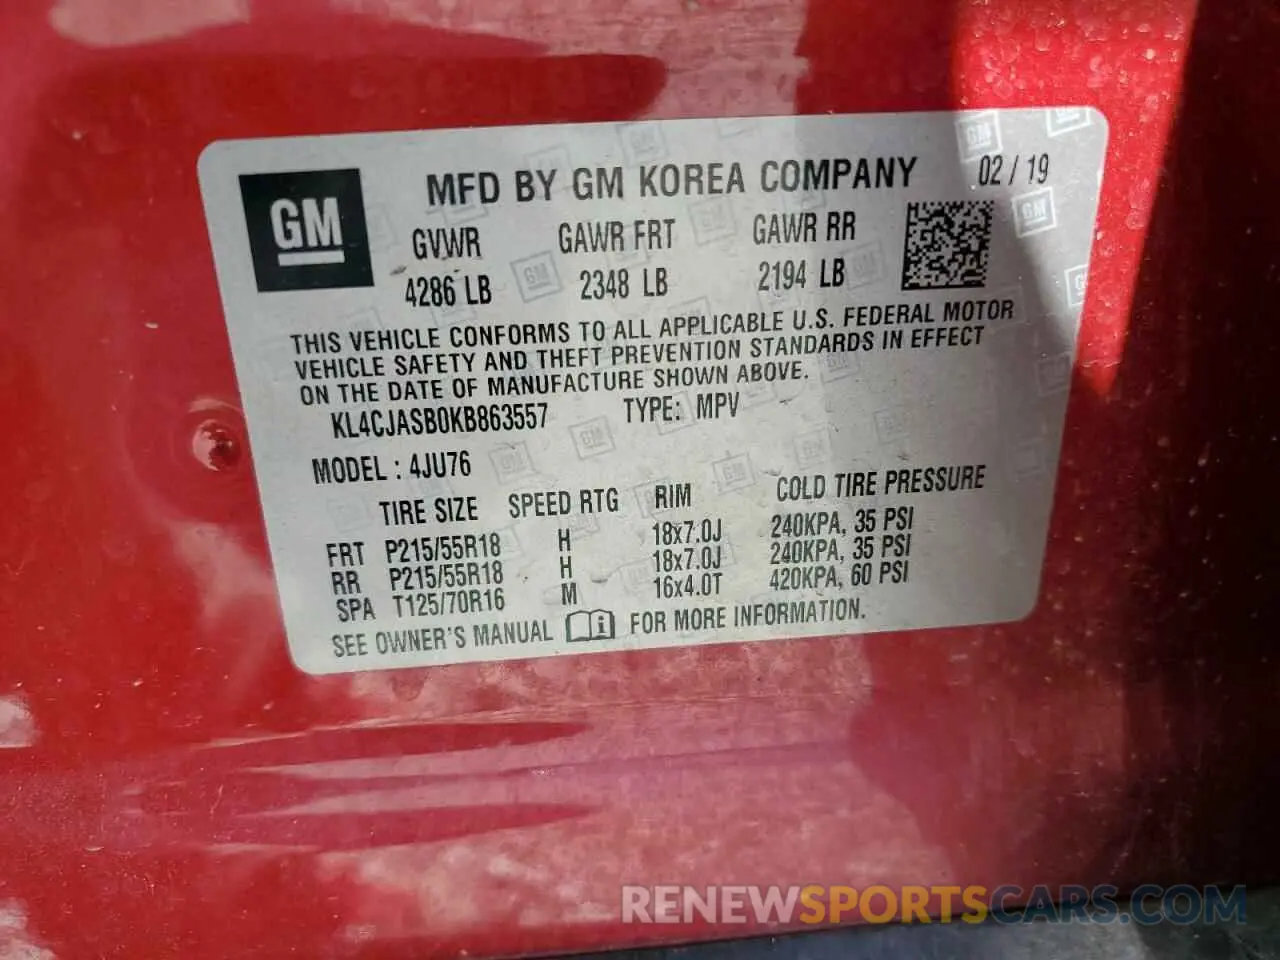 GM
MFD BY GM KOREA COMPANY 02 / 19
GVWR GAWR FRT GAWR RR
4286 LB 2348 LB 2194 LB
THIS VEHICLE CONFORMS TO ALL APPLICABLE U.S. FEDERAL MOTOR
VEHICLE SAFETY AND THEFT PREVENTION STANDARDS IN EFFECT
ON THE DATE OF MANUFACTURE SHOWN ABOVE.
KL4CJASB0KB863557 TYPE: MPV
MODEL : 4JU76
TIRE SIZE SPEED RTG RIM COLD TIRE PRESSURE
FRT P215/55R18 H 18x7.0J 240KPA, 35 PSI
RR P215/55R18 H 18x7.0J 240KPA, 35 PSI
SPA T125/70R16 M 16x4.0T 420KPA, 60 PSI
SEE OWNER'S MANUAL i FOR MORE INFORMATION.
RENEWSPORTSCARS.COM